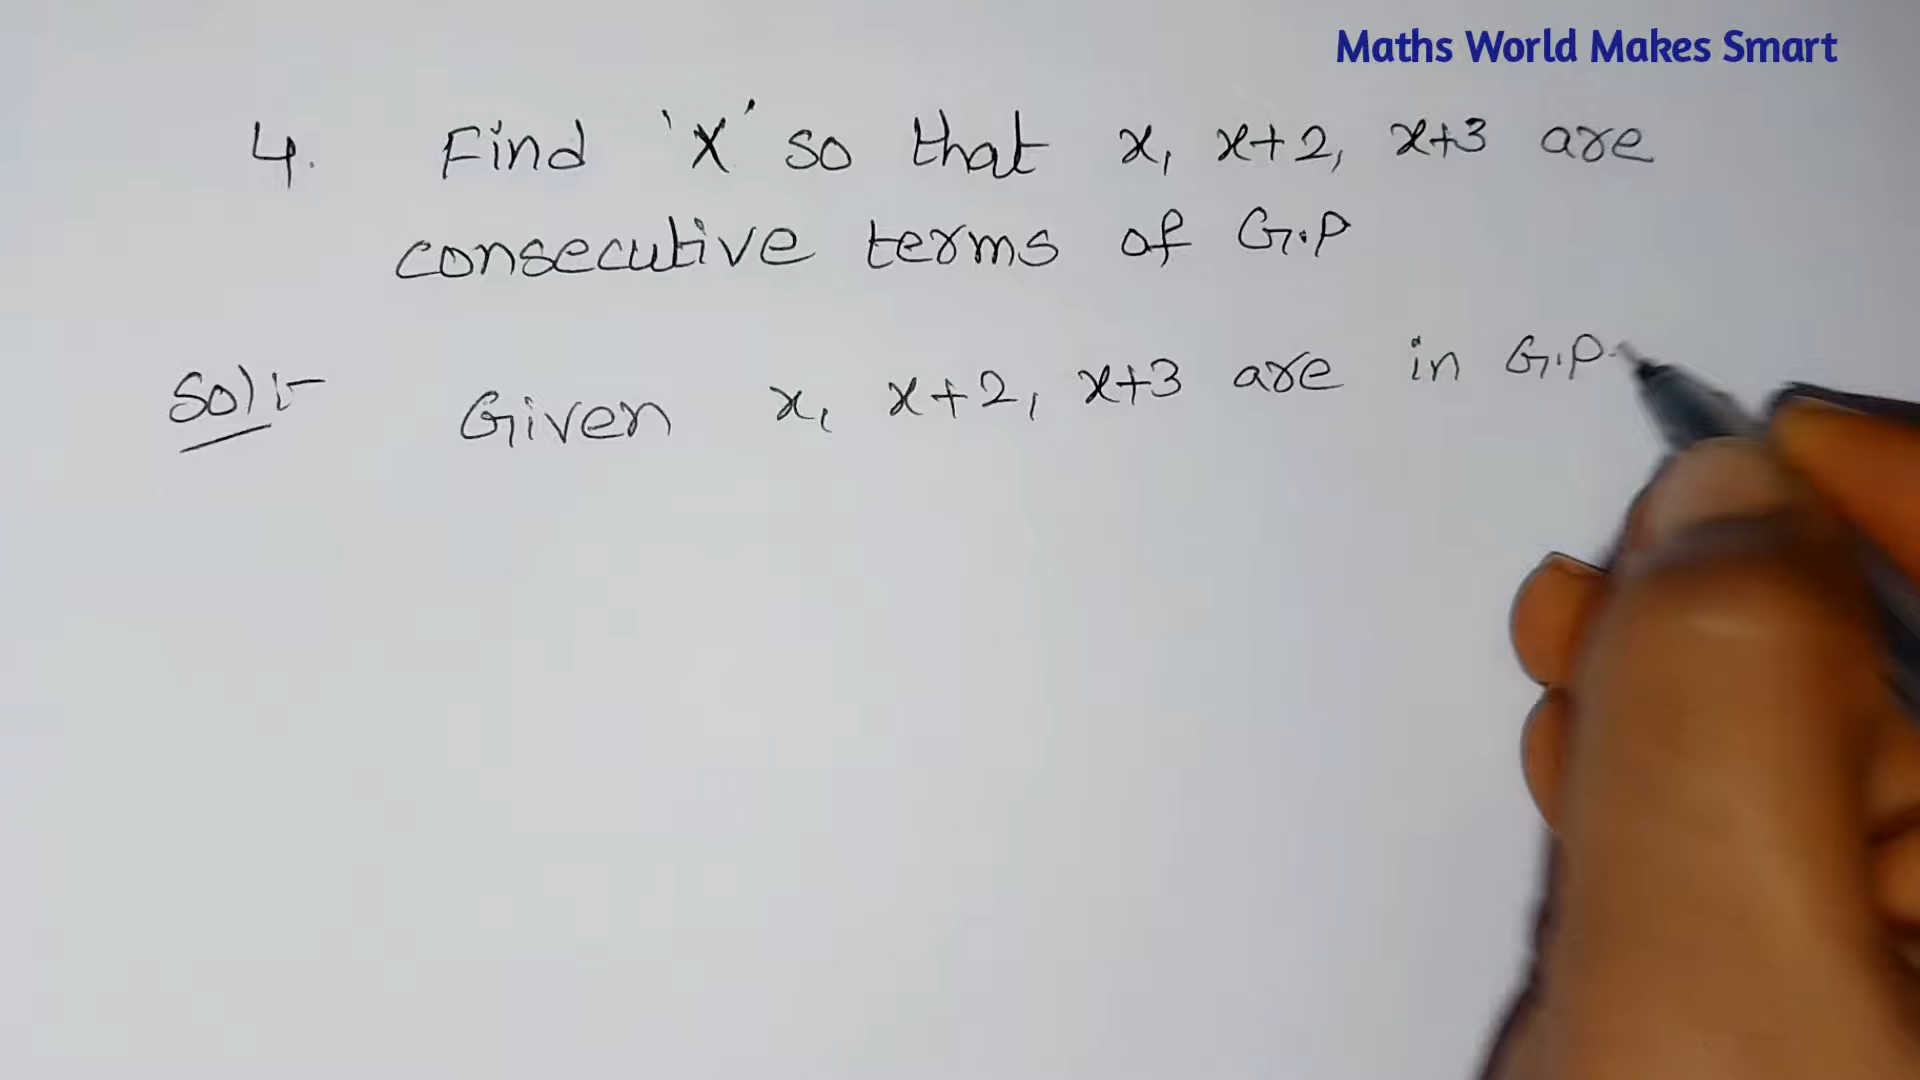 Maths World Makes Smart
4. Find 'X' so that x, x+2, x+3 are
consecutive terms of G.P
Sol:- Given x, x+2, x+3 are in G.P.